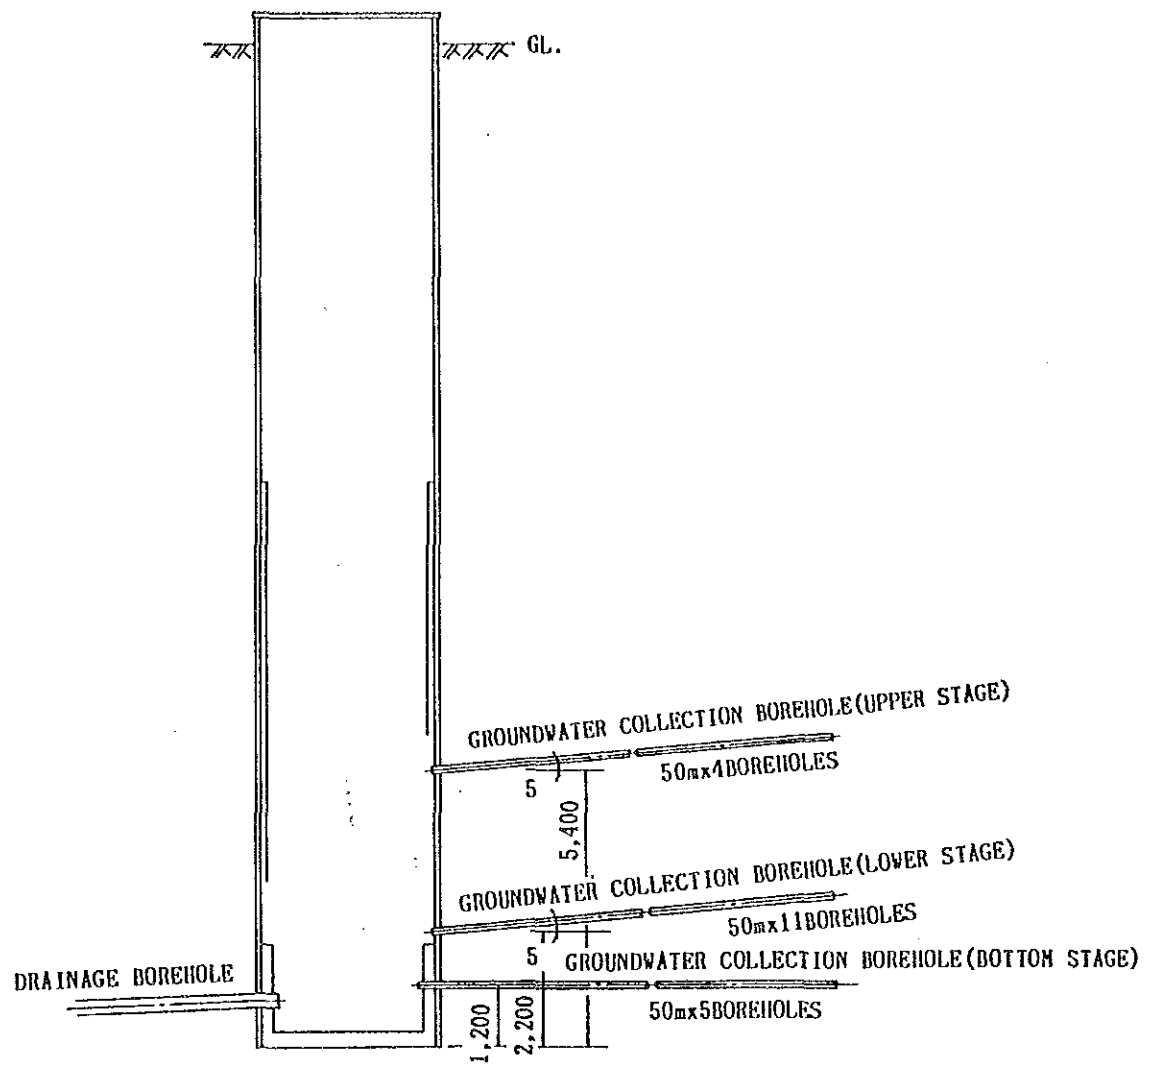 GL.
GROUNDWATER COLLECTION BOREHOLE(UPPER STAGE)
50mx4BOREHOLES
5
5,400
GROUNDWATER COLLECTION BOREHOLE(LOWER STAGE)
50mx11BOREHOLES
5
GROUNDWATER COLLECTION BOREHOLE(BOTTOM STAGE)
DRAINAGE BOREHOLE
50mx5BOREHOLES
1,200
2,200